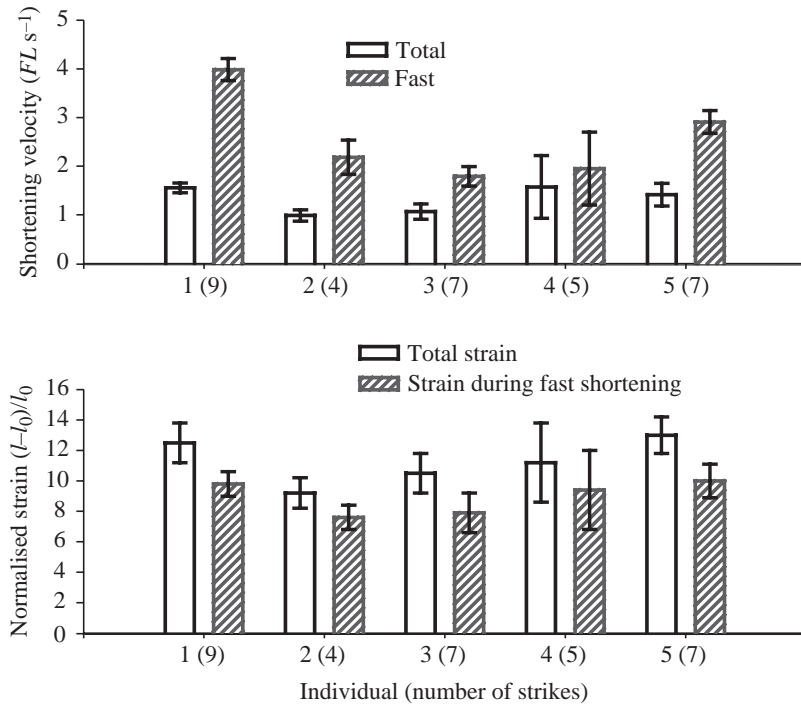 5
4
3
2
1
0
Shortening velocity (FL s⁻¹)
Total
Fast
1 (9) 2 (4) 3 (7) 4 (5) 5 (7)
16
14
12
10
8
6
4
2
0
Normalised strain (l–l₀)/l₀
Total strain
Strain during fast shortening
1 (9) 2 (4) 3 (7) 4 (5) 5 (7)
Individual (number of strikes)